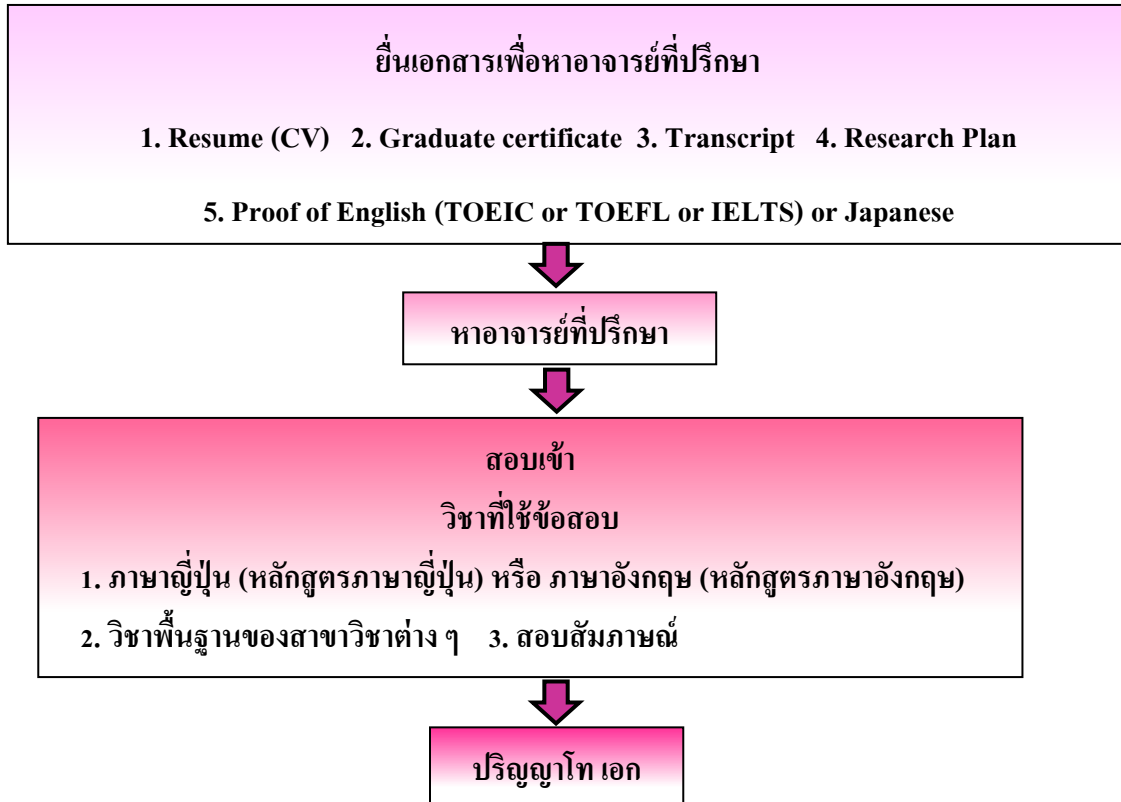 ยื่นเอกสารเพื่อหาอาจารย์ที่ปรึกษา
1. Resume (CV) 2. Graduate certificate 3. Transcript 4. Research Plan
5. Proof of English (TOEIC or TOEFL or IELTS) or Japanese
หาอาจารย์ที่ปรึกษา
สอบเข้า
วิชาที่ใช้ข้อสอบ
1. ภาษาญี่ปุ่น (หลักสูตรภาษาญี่ปุ่น) หรือ ภาษาอังกฤษ (หลักสูตรภาษาอังกฤษ)
2. วิชาพื้นฐานของสาขาวิชาต่าง ๆ 3. สอบสัมภาษณ์
ปริญญาโท เอก